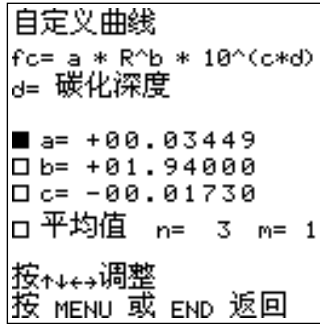 自定义曲线
fc= a * R^b * 10^(c*d)
d= 碳化深度
■ a= +00.03449
□ b= +01.94000
□ c= -00.01730
□ 平均值 n= 3 m= 1
按↑↓←→调整
按 MENU 或 END 返回